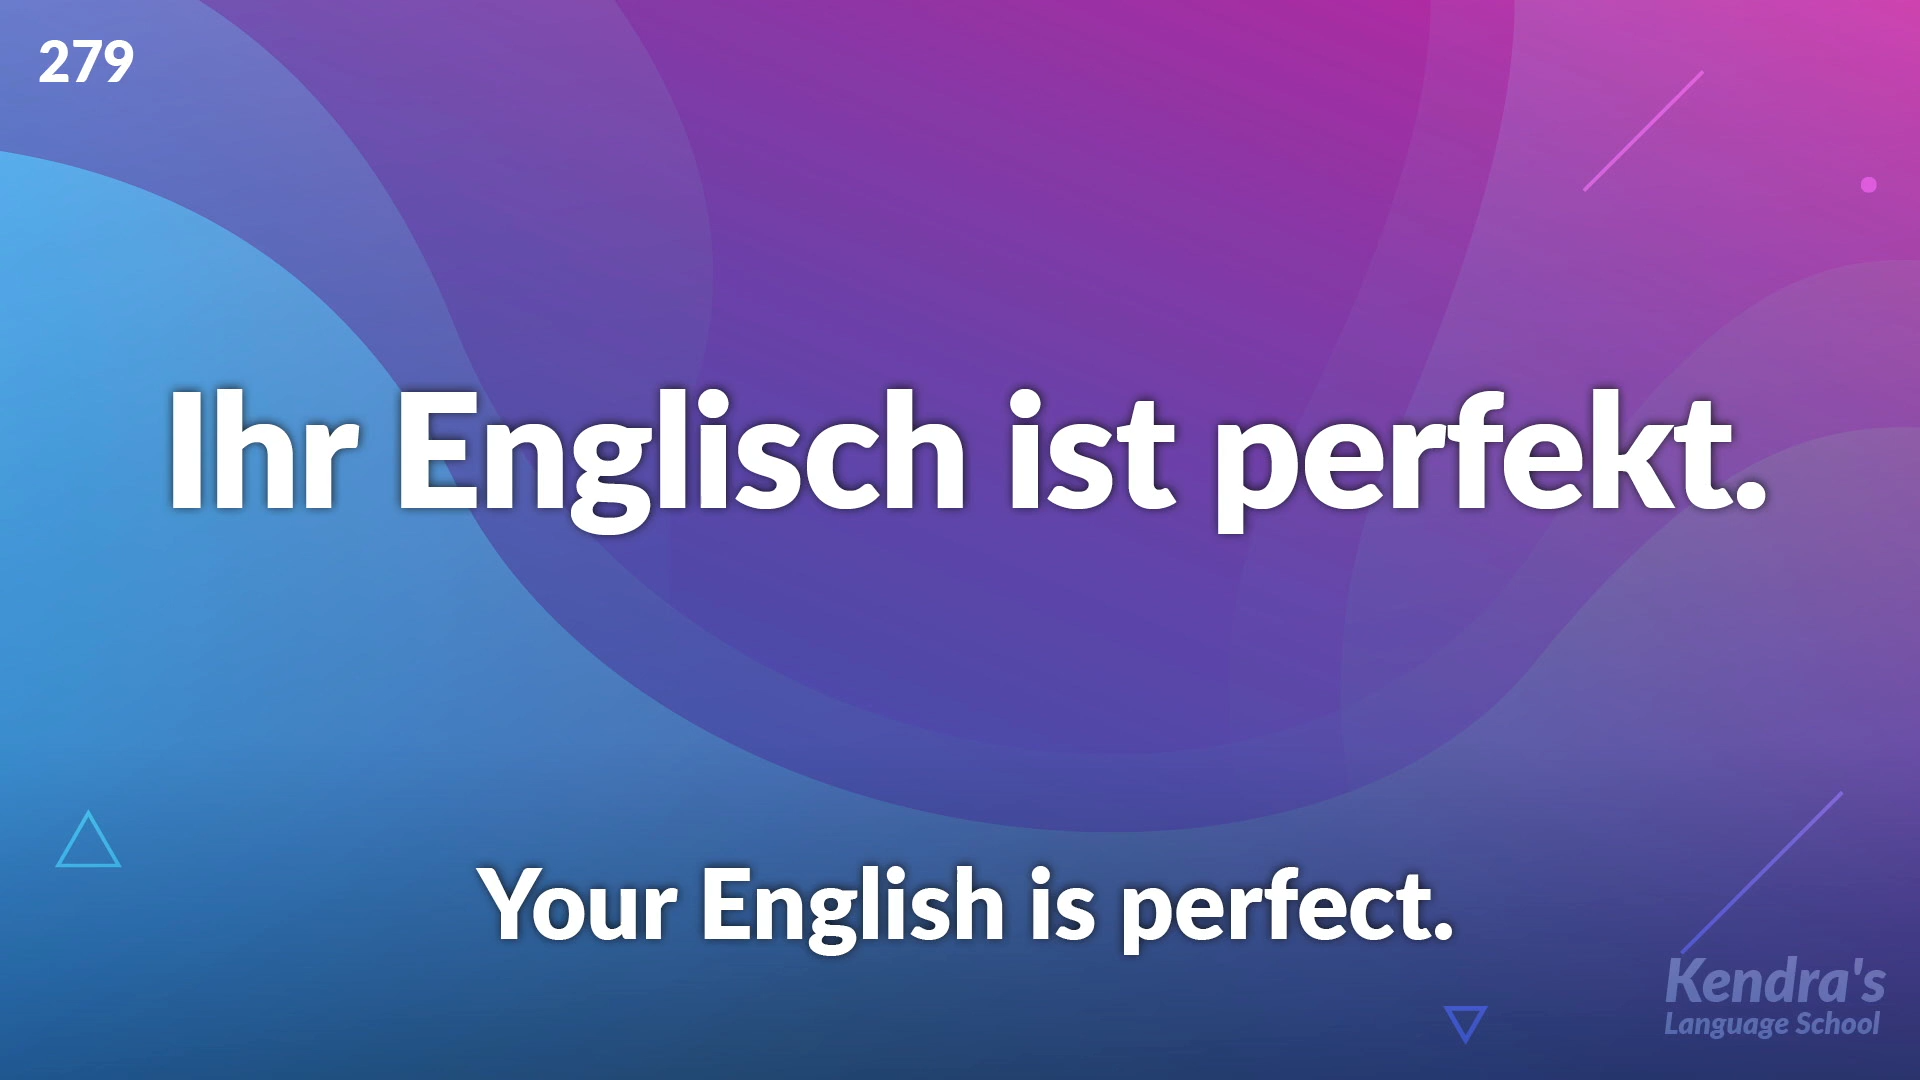 279
Ihr Englisch ist perfekt.
Your English is perfect.
Kendra's
Language School